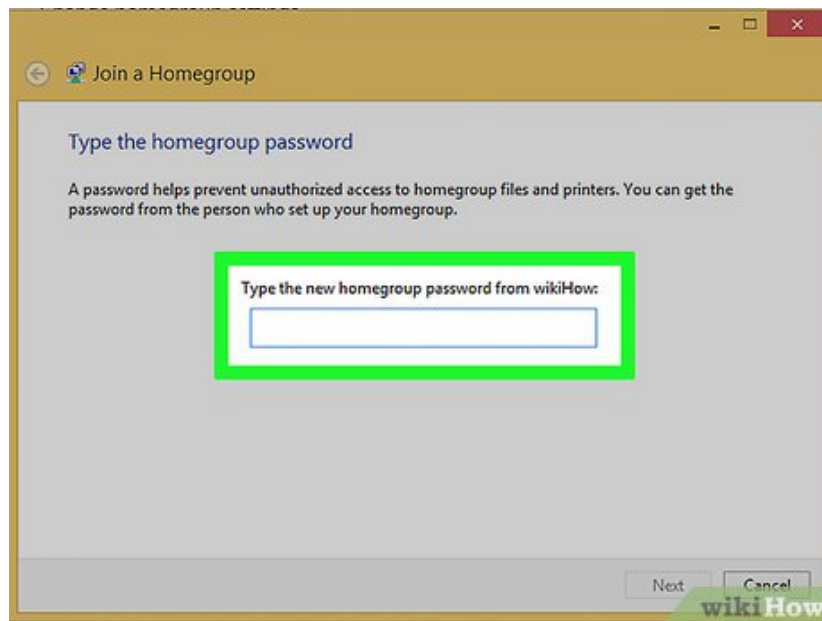 Join a Homegroup
Type the homegroup password
A password helps prevent unauthorized access to homegroup files and printers. You can get the
password from the person who set up your homegroup.
Type the new homegroup password from wikiHow:
Next
Cancel
wikiHow